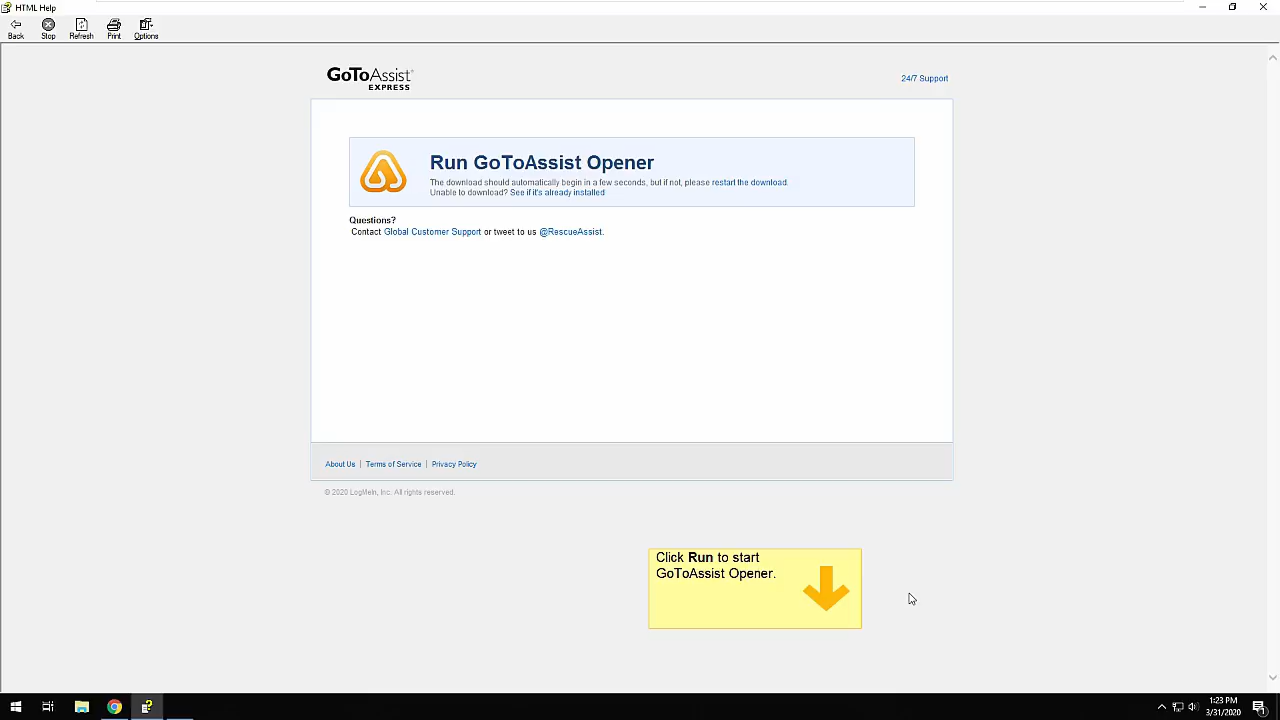 HTML Help
Back Stop Refresh Print Options
GoToAssist
EXPRESS
24/7 Support
Run GoToAssist Opener
The download should automatically begin in a few seconds, but if not, please restart the download.
Unable to download? See if it's already installed
Questions?
Contact Global Customer Support or tweet to us @RescueAssist.
About Us | Terms of Service | Privacy Policy
© 2020 LogMeIn, Inc. All rights reserved.
Click Run to start
GoToAssist Opener.
1:23 PM
3/31/2020
1